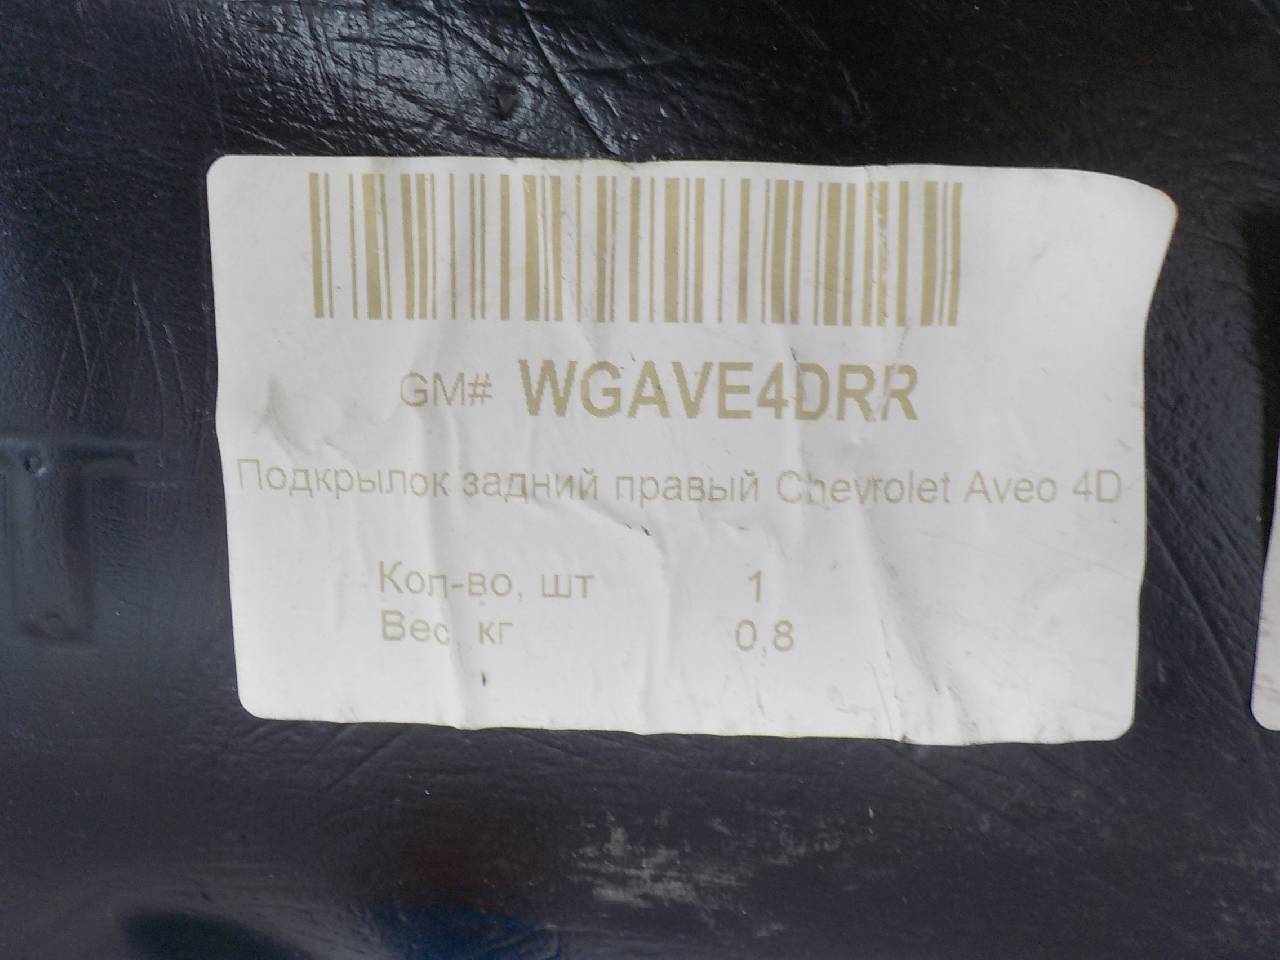 GM# WGAVE4DRR
Подкрылок задний правый Chevrolet Aveo 4D
Кол-во, шт 1
Вес, кг 0,8